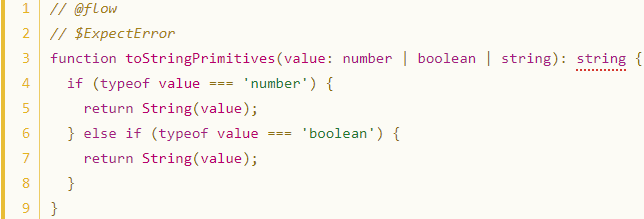 1 // @flow
2 // $ExpectError
3 function toStringPrimitives(value: number | boolean | string): string {
4   if (typeof value === 'number') {
5     return String(value);
6   } else if (typeof value === 'boolean') {
7     return String(value);
8   }
9 }